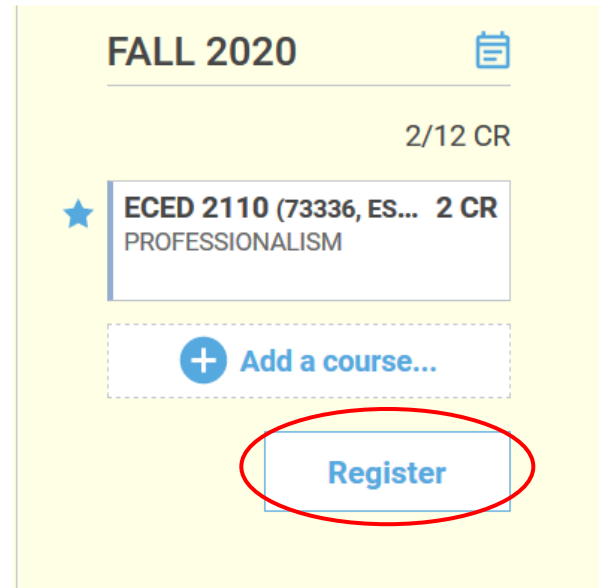 FALL 2020
2/12 CR
ECED 2110 (73336, ES... 2 CR
PROFESSIONALISM
Add a course...
Register